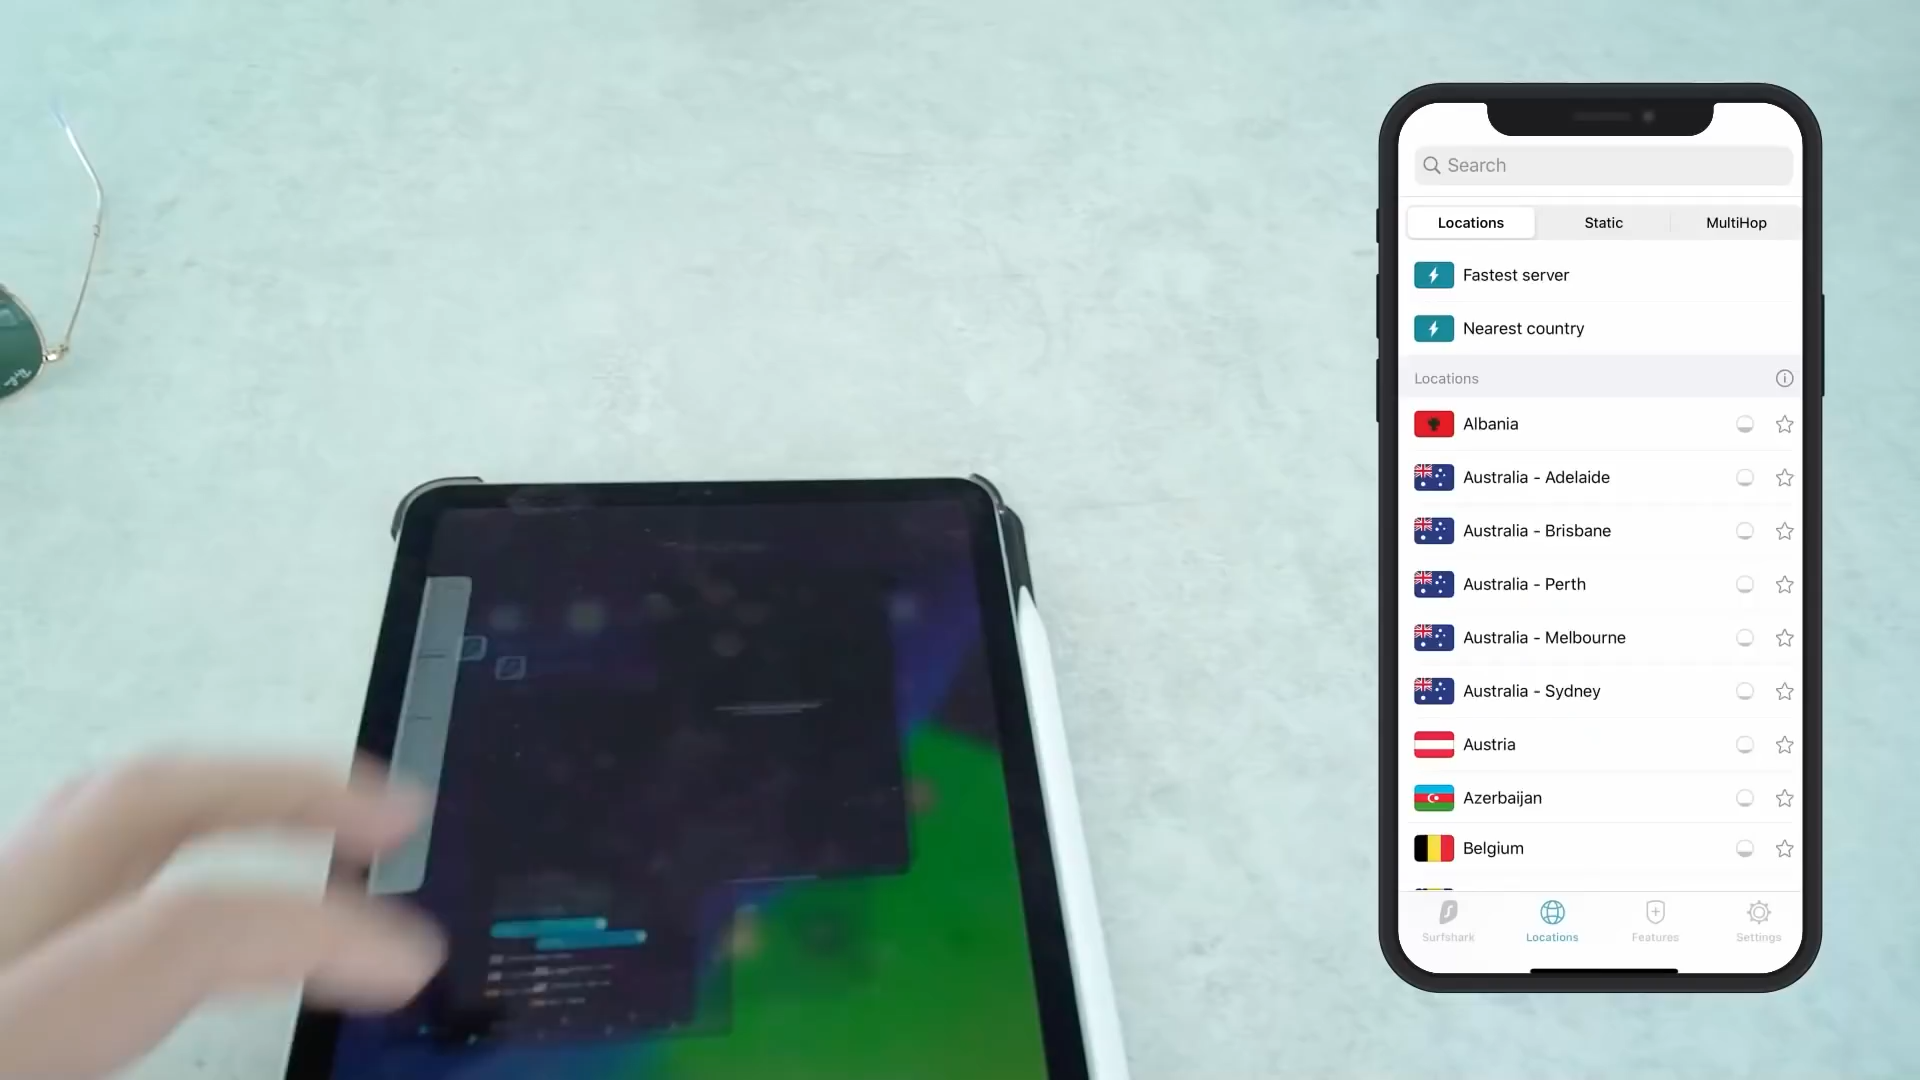 Search
Locations Static MultiHop
Fastest server
Nearest country
Locations
Albania
Australia - Adelaide
Australia - Brisbane
Australia - Perth
Australia - Melbourne
Australia - Sydney
Austria
Azerbaijan
Belgium
Surfshark Locations Features Settings